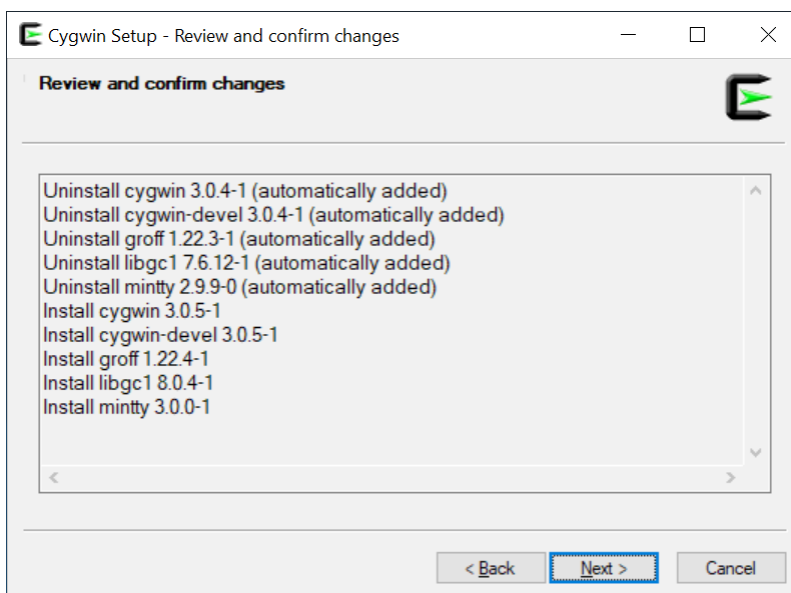 Cygwin Setup - Review and confirm changes
Review and confirm changes
Uninstall cygwin 3.0.4-1 (automatically added)
Uninstall cygwin-devel 3.0.4-1 (automatically added)
Uninstall groff 1.22.3-1 (automatically added)
Uninstall libgc1 7.6.12-1 (automatically added)
Uninstall mintty 2.9.9-0 (automatically added)
Install cygwin 3.0.5-1
Install cygwin-devel 3.0.5-1
Install groff 1.22.4-1
Install libgc1 8.0.4-1
Install mintty 3.0.0-1
< Back Next > Cancel